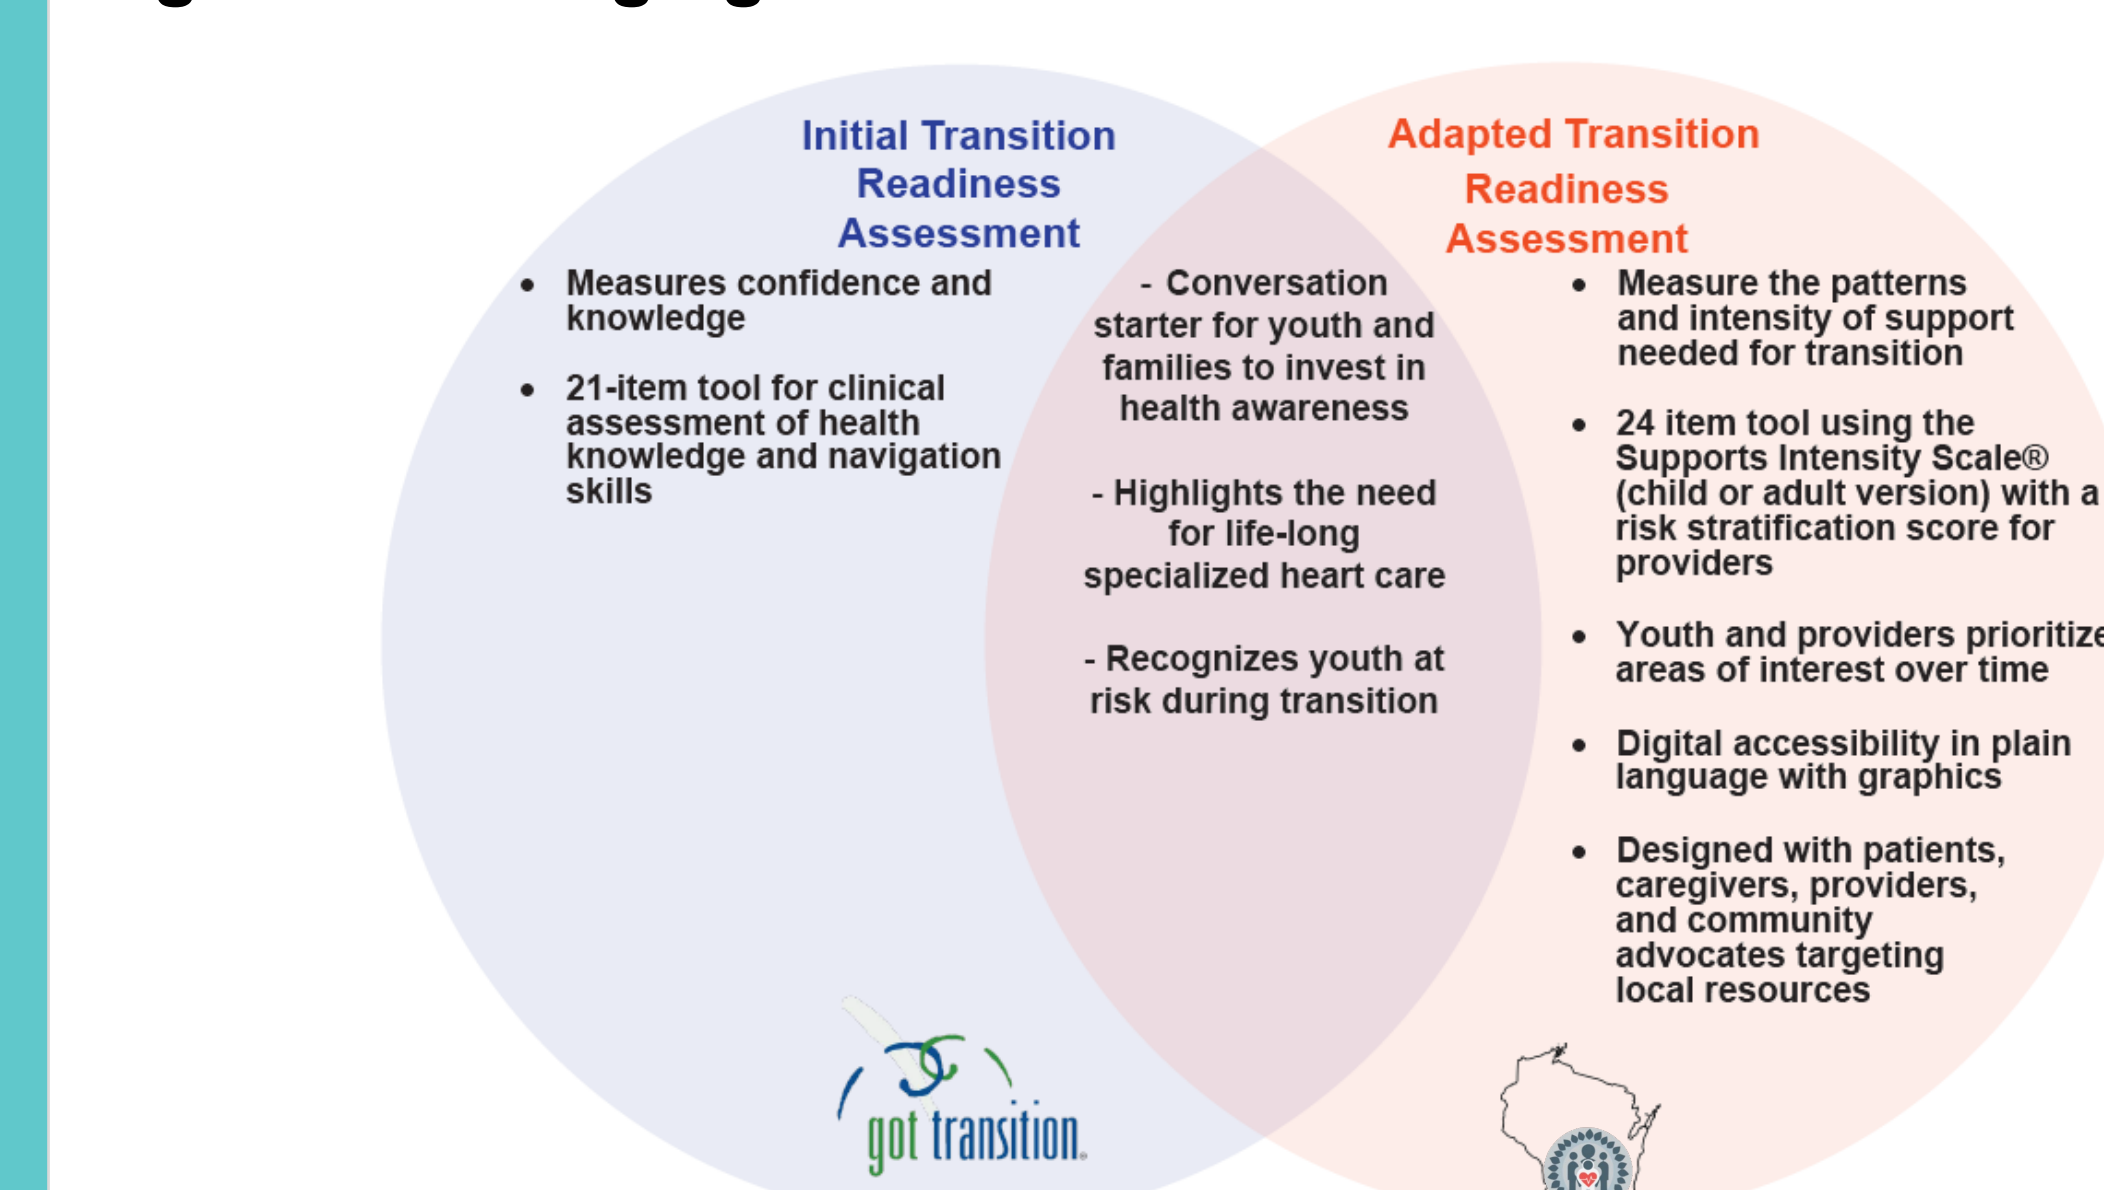 Initial Transition
Readiness
Assessment
• Measures confidence and
knowledge
• 21-item tool for clinical
assessment of health
knowledge and navigation
skills
- Conversation
starter for youth and
families to invest in
health awareness
- Highlights the need
for life-long
specialized heart care
- Recognizes youth at
risk during transition
Adapted Transition
Readiness
Assessment
• Measure the patterns
and intensity of support
needed for transition
• 24 item tool using the
Supports Intensity Scale®
(child or adult version) with a
risk stratification score for
providers
• Youth and providers prioritize
areas of interest over time
• Digital accessibility in plain
language with graphics
• Designed with patients,
caregivers, providers,
and community
advocates targeting
local resources
got transition®